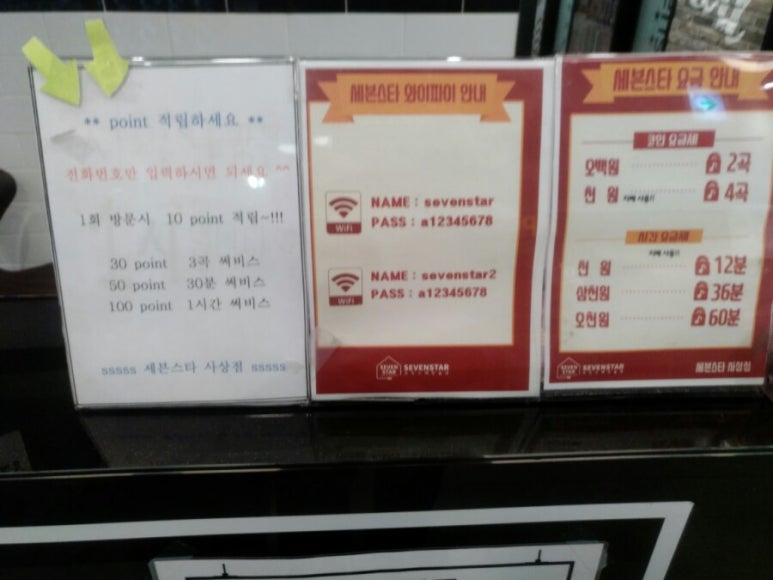 ** point 적립하세요 **
전화번호만 입력하시면 되세요 ^^
1회 방문시 10 point 적립~!!!
30 point 3곡 써비스
50 point 30분 써비스
100 point 1시간 써비스
sssss 세븐스타 사상점 sssss
세븐스타 와이파이 안내
WiFi
NAME : sevenstar
PASS : a12345678
WiFi
NAME : sevenstar2
PASS : a12345678
SEVEN STAR
SEVENSTAR
세븐스타 요금 안내
코인 요금제
오백원 2곡
천 원 4곡
시간 요금제
천 원 12분
삼천원 36분
오천원 60분
SEVEN STAR
SEVENSTAR
세븐스타 사상점